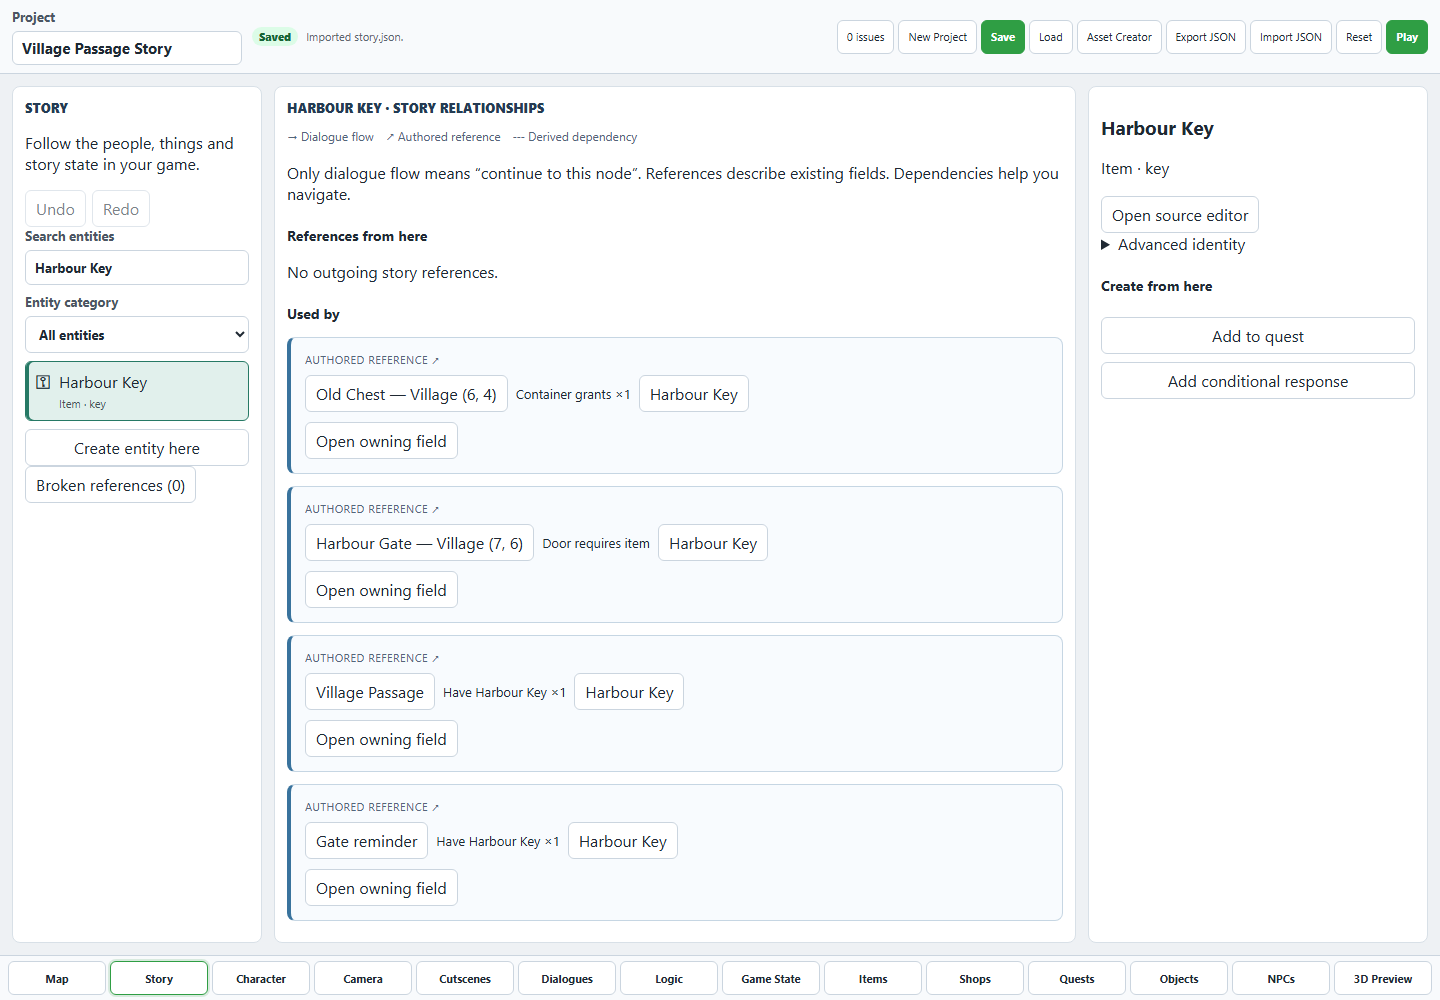 Project
Village Passage Story
Saved
Imported story.json.
0 issues
New Project
Save
Load
Asset Creator
Export JSON
Import JSON
Reset
Play
STORY
Follow the people, things and
story state in your game.
Undo
Redo
Search entities
Harbour Key
Entity category
All entities
Harbour Key
Item · key
Create entity here
Broken references (0)
HARBOUR KEY · STORY RELATIONSHIPS
→ Dialogue flow ↗ Authored reference --- Derived dependency
Only dialogue flow means “continue to this node”. References describe existing fields. Dependencies help you
navigate.
References from here
No outgoing story references.
Used by
AUTHORED REFERENCE ↗
Old Chest — Village (6, 4) Container grants ×1 Harbour Key
Open owning field
AUTHORED REFERENCE ↗
Harbour Gate — Village (7, 6) Door requires item Harbour Key
Open owning field
AUTHORED REFERENCE ↗
Village Passage Have Harbour Key ×1 Harbour Key
Open owning field
AUTHORED REFERENCE ↗
Gate reminder Have Harbour Key ×1 Harbour Key
Open owning field
Harbour Key
Item · key
Open source editor
▶ Advanced identity
Create from here
Add to quest
Add conditional response
Map
Story
Character
Camera
Cutscenes
Dialogues
Logic
Game State
Items
Shops
Quests
Objects
NPCs
3D Preview